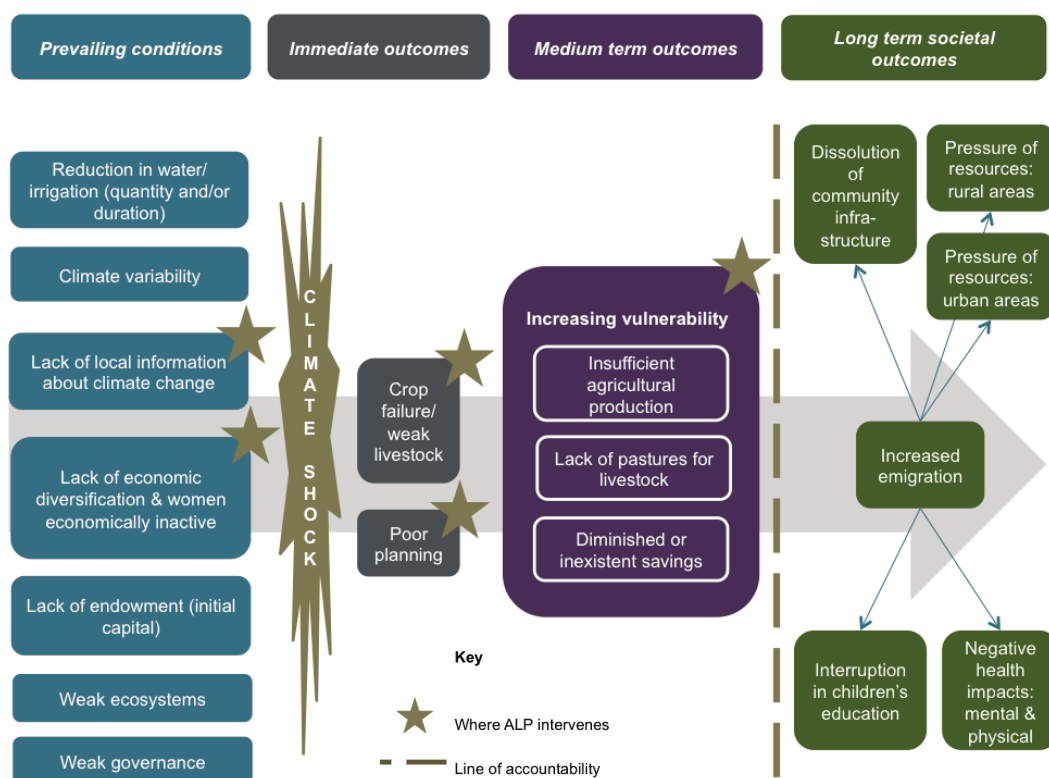 Prevailing conditions
Immediate outcomes
Medium term outcomes
Long term societal
outcomes
Reduction in water/
irrigation (quantity and/or
duration)
Climate variability
Lack of local information
about climate change
Lack of economic
diversification & women
economically inactive
Lack of endowment (initial
capital)
Weak ecosystems
Weak governance
CLIMATE SHOCK
Crop
failure/
weak
livestock
Poor
planning
Increasing vulnerability
Insufficient
agricultural
production
Lack of pastures for
livestock
Diminished or
inexistent savings
Dissolution
of
community
infra-
structure
Pressure of
resources:
rural areas
Pressure of
resources:
urban areas
Increased
emigration
Interruption
in children's
education
Negative
health
impacts:
mental &
physical
Key
Where ALP intervenes
Line of accountability